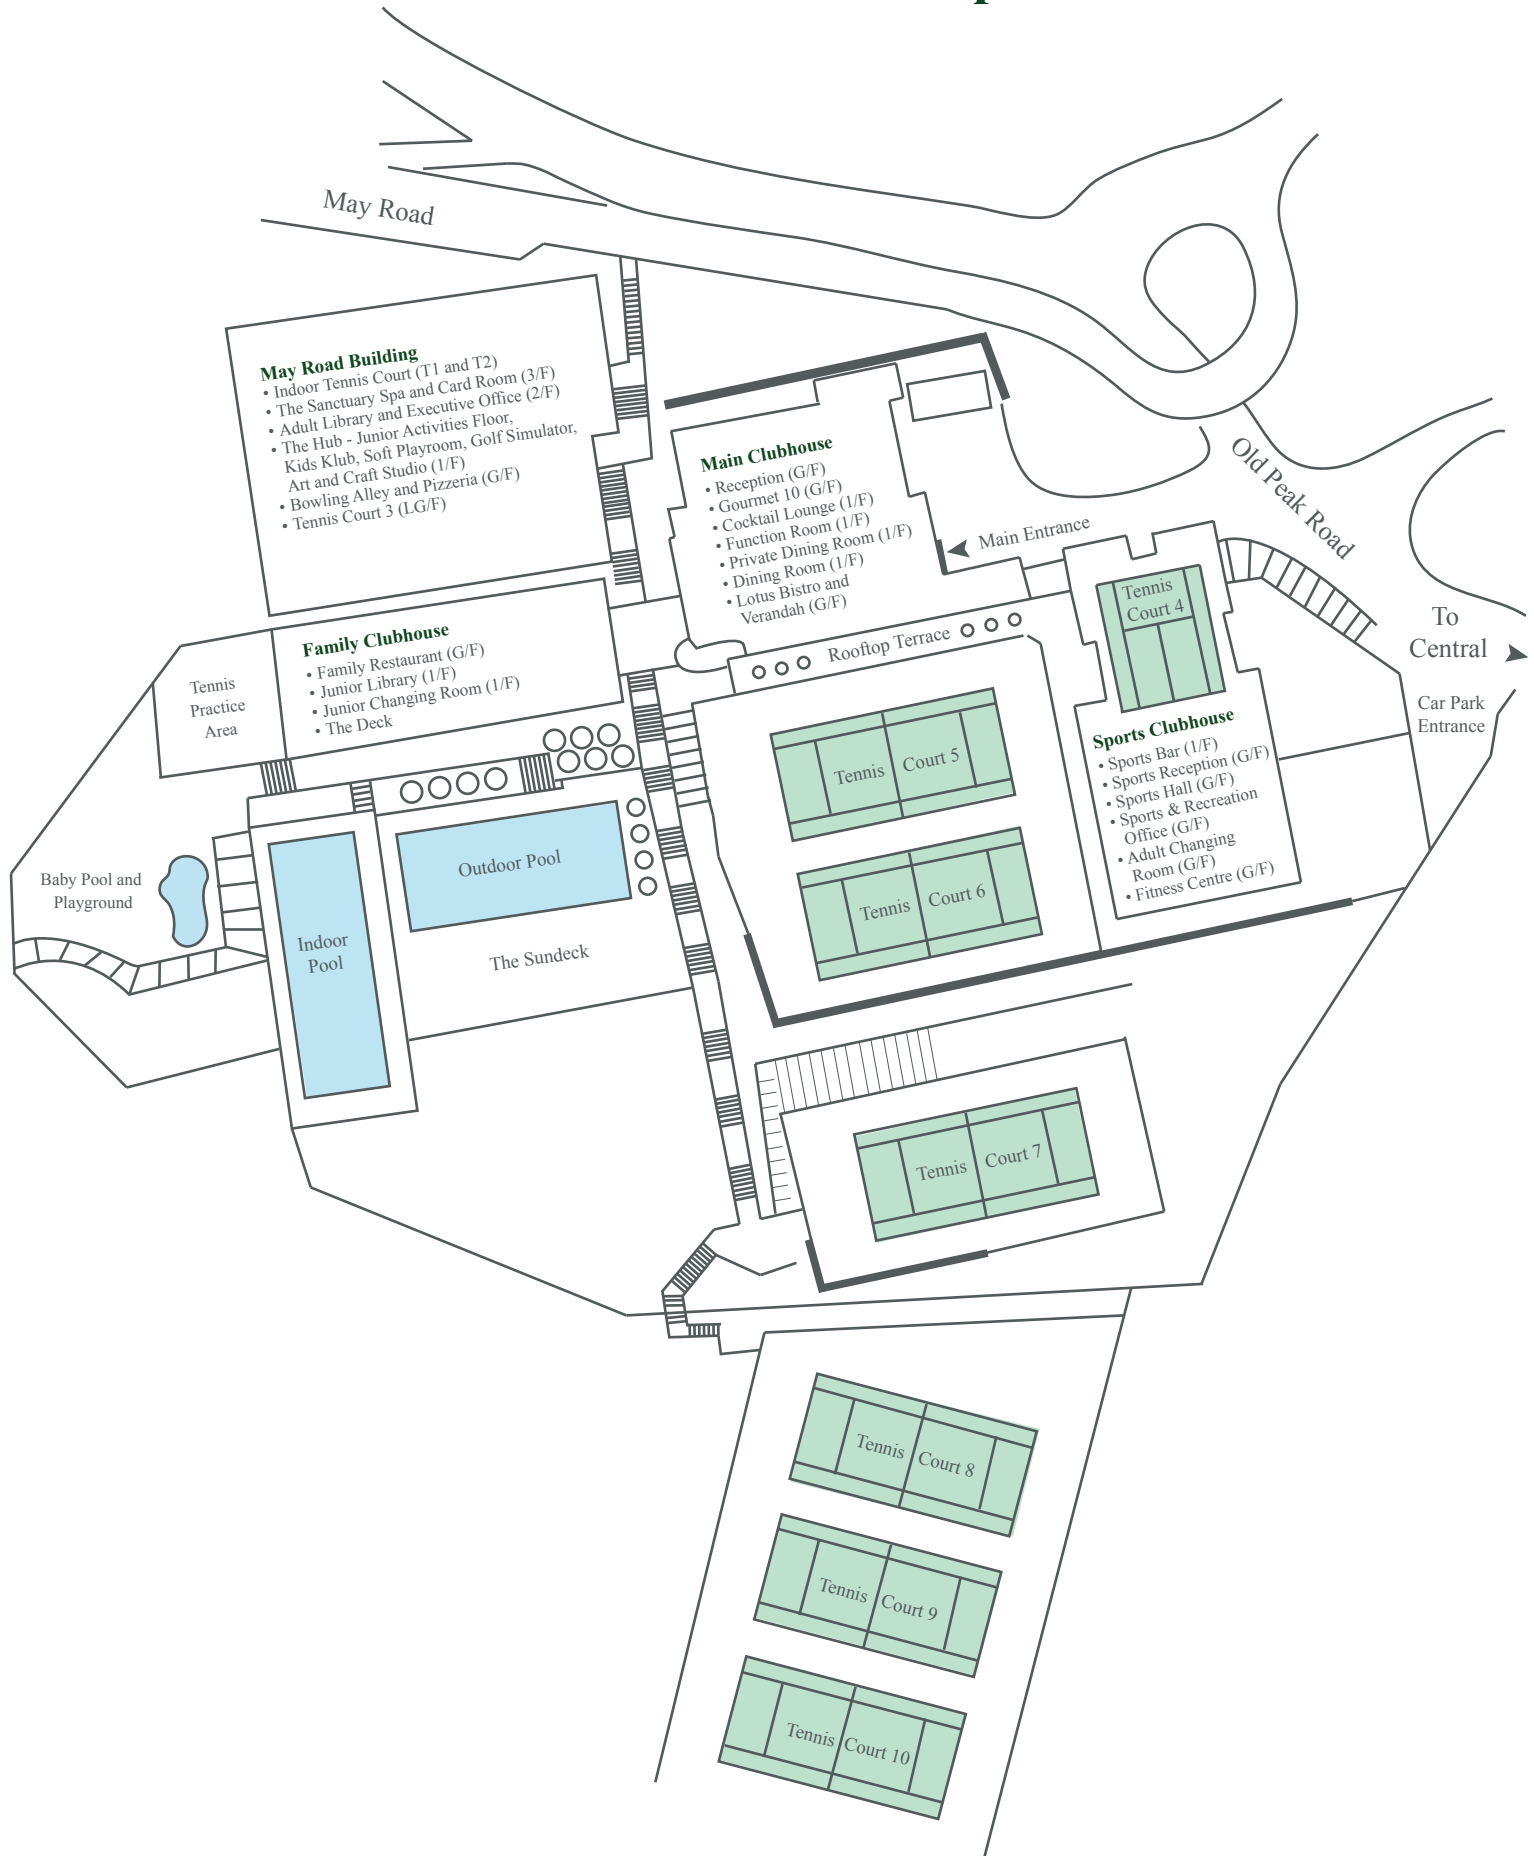 May Road
May Road Building
• Indoor Tennis Court (T1 and T2)
• The Sanctuary Spa and Card Room (3/F)
• Adult Library and Executive Office (2/F)
• The Hub - Junior Activities Floor,
Kids Klub, Soft Playroom, Golf Simulator,
Art and Craft Studio (1/F)
• Bowling Alley and Pizzeria (G/F)
• Tennis Court 3 (LG/F)
Main Clubhouse
• Reception (G/F)
• Gourmet 10 (G/F)
• Cocktail Lounge (1/F)
• Function Room (1/F)
• Private Dining Room (1/F)
• Dining Room (1/F)
• Lotus Bistro and
Verandah (G/F)
Main Entrance
Old Peak Road
To
Central
Car Park
Entrance
Family Clubhouse
• Family Restaurant (G/F)
• Junior Library (1/F)
• Junior Changing Room (1/F)
• The Deck
Tennis
Practice
Area
Rooftop Terrace
Tennis
Court 4
Sports Clubhouse
• Sports Bar (1/F)
• Sports Reception (G/F)
• Sports Hall (G/F)
• Sports & Recreation
Office (G/F)
• Adult Changing
Room (G/F)
• Fitness Centre (G/F)
Tennis Court 5
Tennis Court 6
Outdoor Pool
Baby Pool and
Playground
Indoor
Pool
The Sundeck
Tennis Court 7
Tennis Court 8
Tennis Court 9
Tennis Court 10